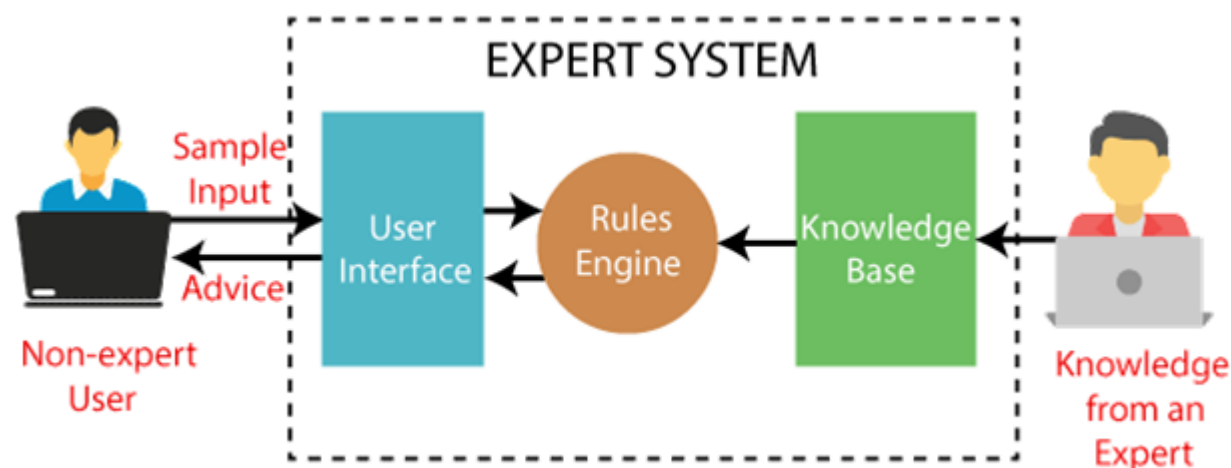 EXPERT SYSTEM
Sample
Input
Advice
Non-expert
User
User
Interface
Rules
Engine
Knowledge
Base
Knowledge
from an
Expert